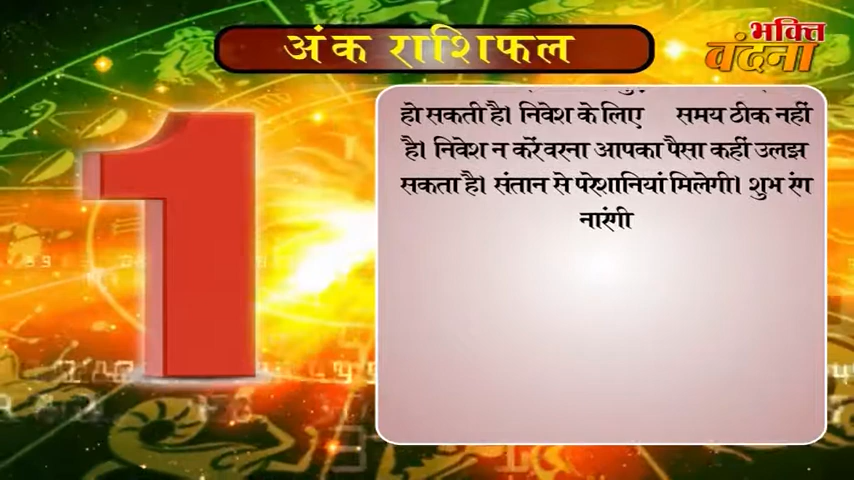 अंक राशिफल
भक्ति
वंदना
1
हो सकती है। निवेश के लिए समय ठीक नहीं
है। निवेश न करें वरना आपका पैसा कहीं उलझ
सकता है। संतान से परेशानियां मिलेगी। शुभ रंग
नारंगी